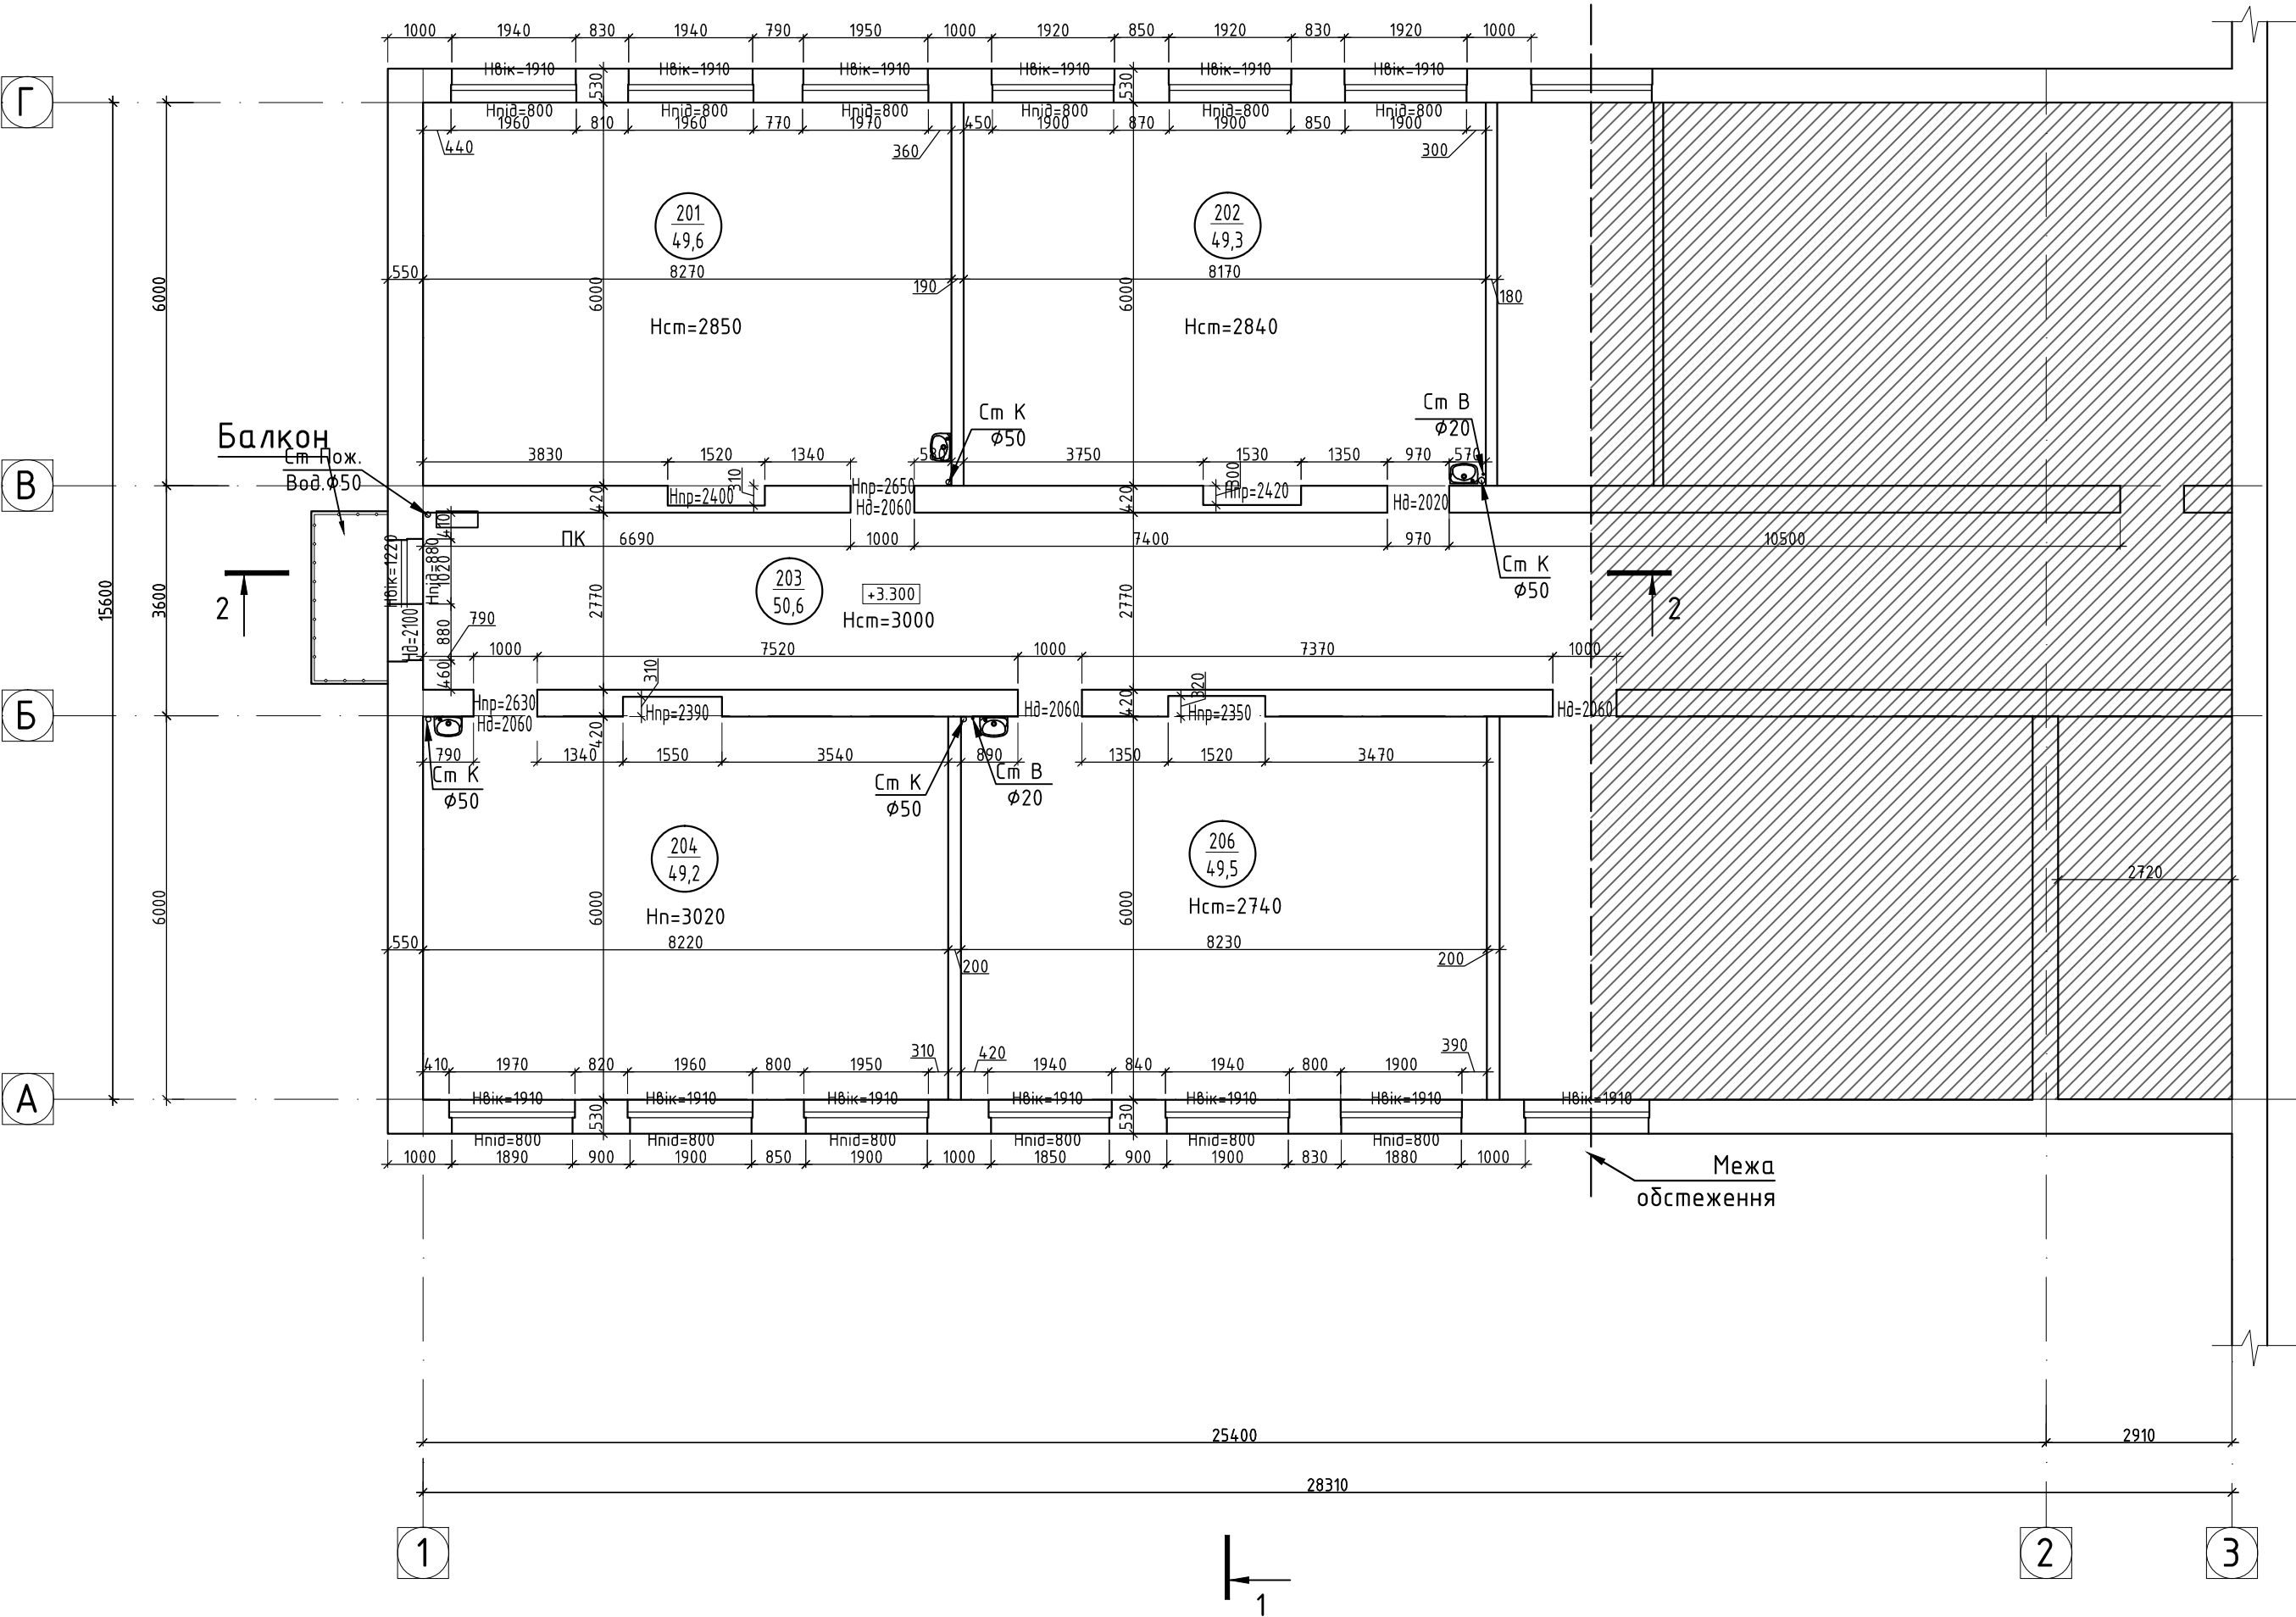 1000 1940 830 1940 790 1950 1000 1920 850 1920 830 1920 1000
Нвік=1910 Нвік=1910 Нвік=1910 Нвік=1910 Нвік=1910 Нвік=1910
530 530
Г
Нпід=800 Нпід=800 Нпід=800 Нпід=800 Нпід=800 Нпід=800
1960 810 1960 770 1970 450 1900 870 1900 850 1900
440 360 300
201
49,6
202
49,3
550 8270 190 8170 180
6000 6000 6000
Нст=2850 Нст=2840
Ст К
Ф50
Ст В
Ф20
Балкон
Ст Пож.
Вод.Ф50
3830 1520 1340 580 3750 1530 1350 970 570
310 300
В
Нпр=2400 Нпр=2650 Нпр=2420
Нд=2060 Нд=2020
420 420
410
ПК 6690 1000 7400 970 10500
Нвік=1220
Нпід=880
1020
Ст К
Ф50
2 2
203
50,6
+3.300
Нст=3000
15600 3600 2770 2770
Нд=2100
880
790
460
1000 7520 1000 7370 1000
310 320
Б
Нпр=2630
Нд=2060
Нпр=2390
Нд=2060
Нпр=2350
Нд=2060
420 420
790 1340 1550 3540 890 1350 1520 3470
Ст К
Ф50
Ст К
Ф50
Ст В
Ф20
204
49,2
206
49,5
2720
Нп=3020 Нст=2740
6000 6000 6000
550 8220 200 8230 200
410 1970 820 1960 800 1950 310 420 1940 840 1940 800 1900 390
А
Нвік=1910 Нвік=1910 Нвік=1910 Нвік=1910 Нвік=1910 Нвік=1910 Нвік=1910
530 530
Нпід=800 Нпід=800 Нпід=800 Нпід=800 Нпід=800 Нпід=800
1000 1890 900 1900 850 1900 1000 1850 900 1900 830 1880 1000
Межа
обстеження
25400 2910
28310
1 2 3
1